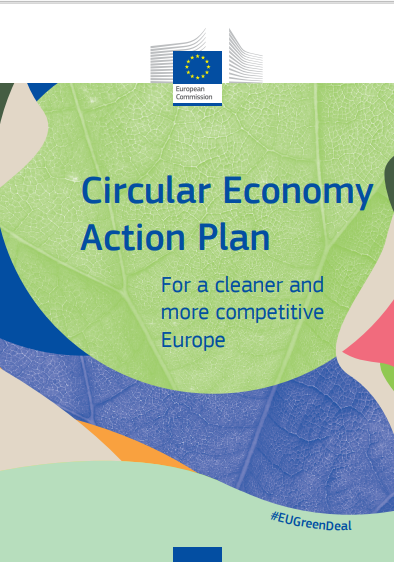 European
Commission
Circular Economy
Action Plan
For a cleaner and
more competitive
Europe
#EUGreenDeal